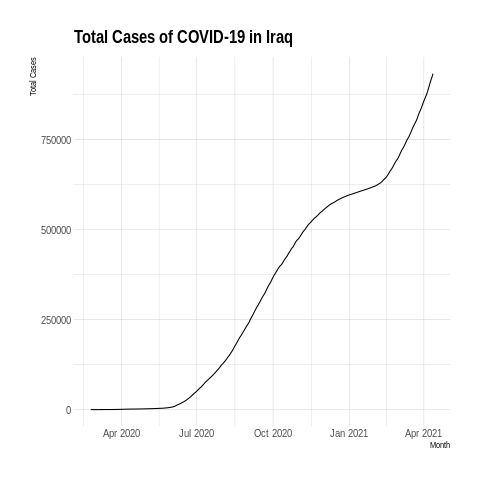 Total Cases of COVID-19 in Iraq
Total Cases
750000
500000
250000
0
Apr 2020 Jul 2020 Oct 2020 Jan 2021 Apr 2021
Month